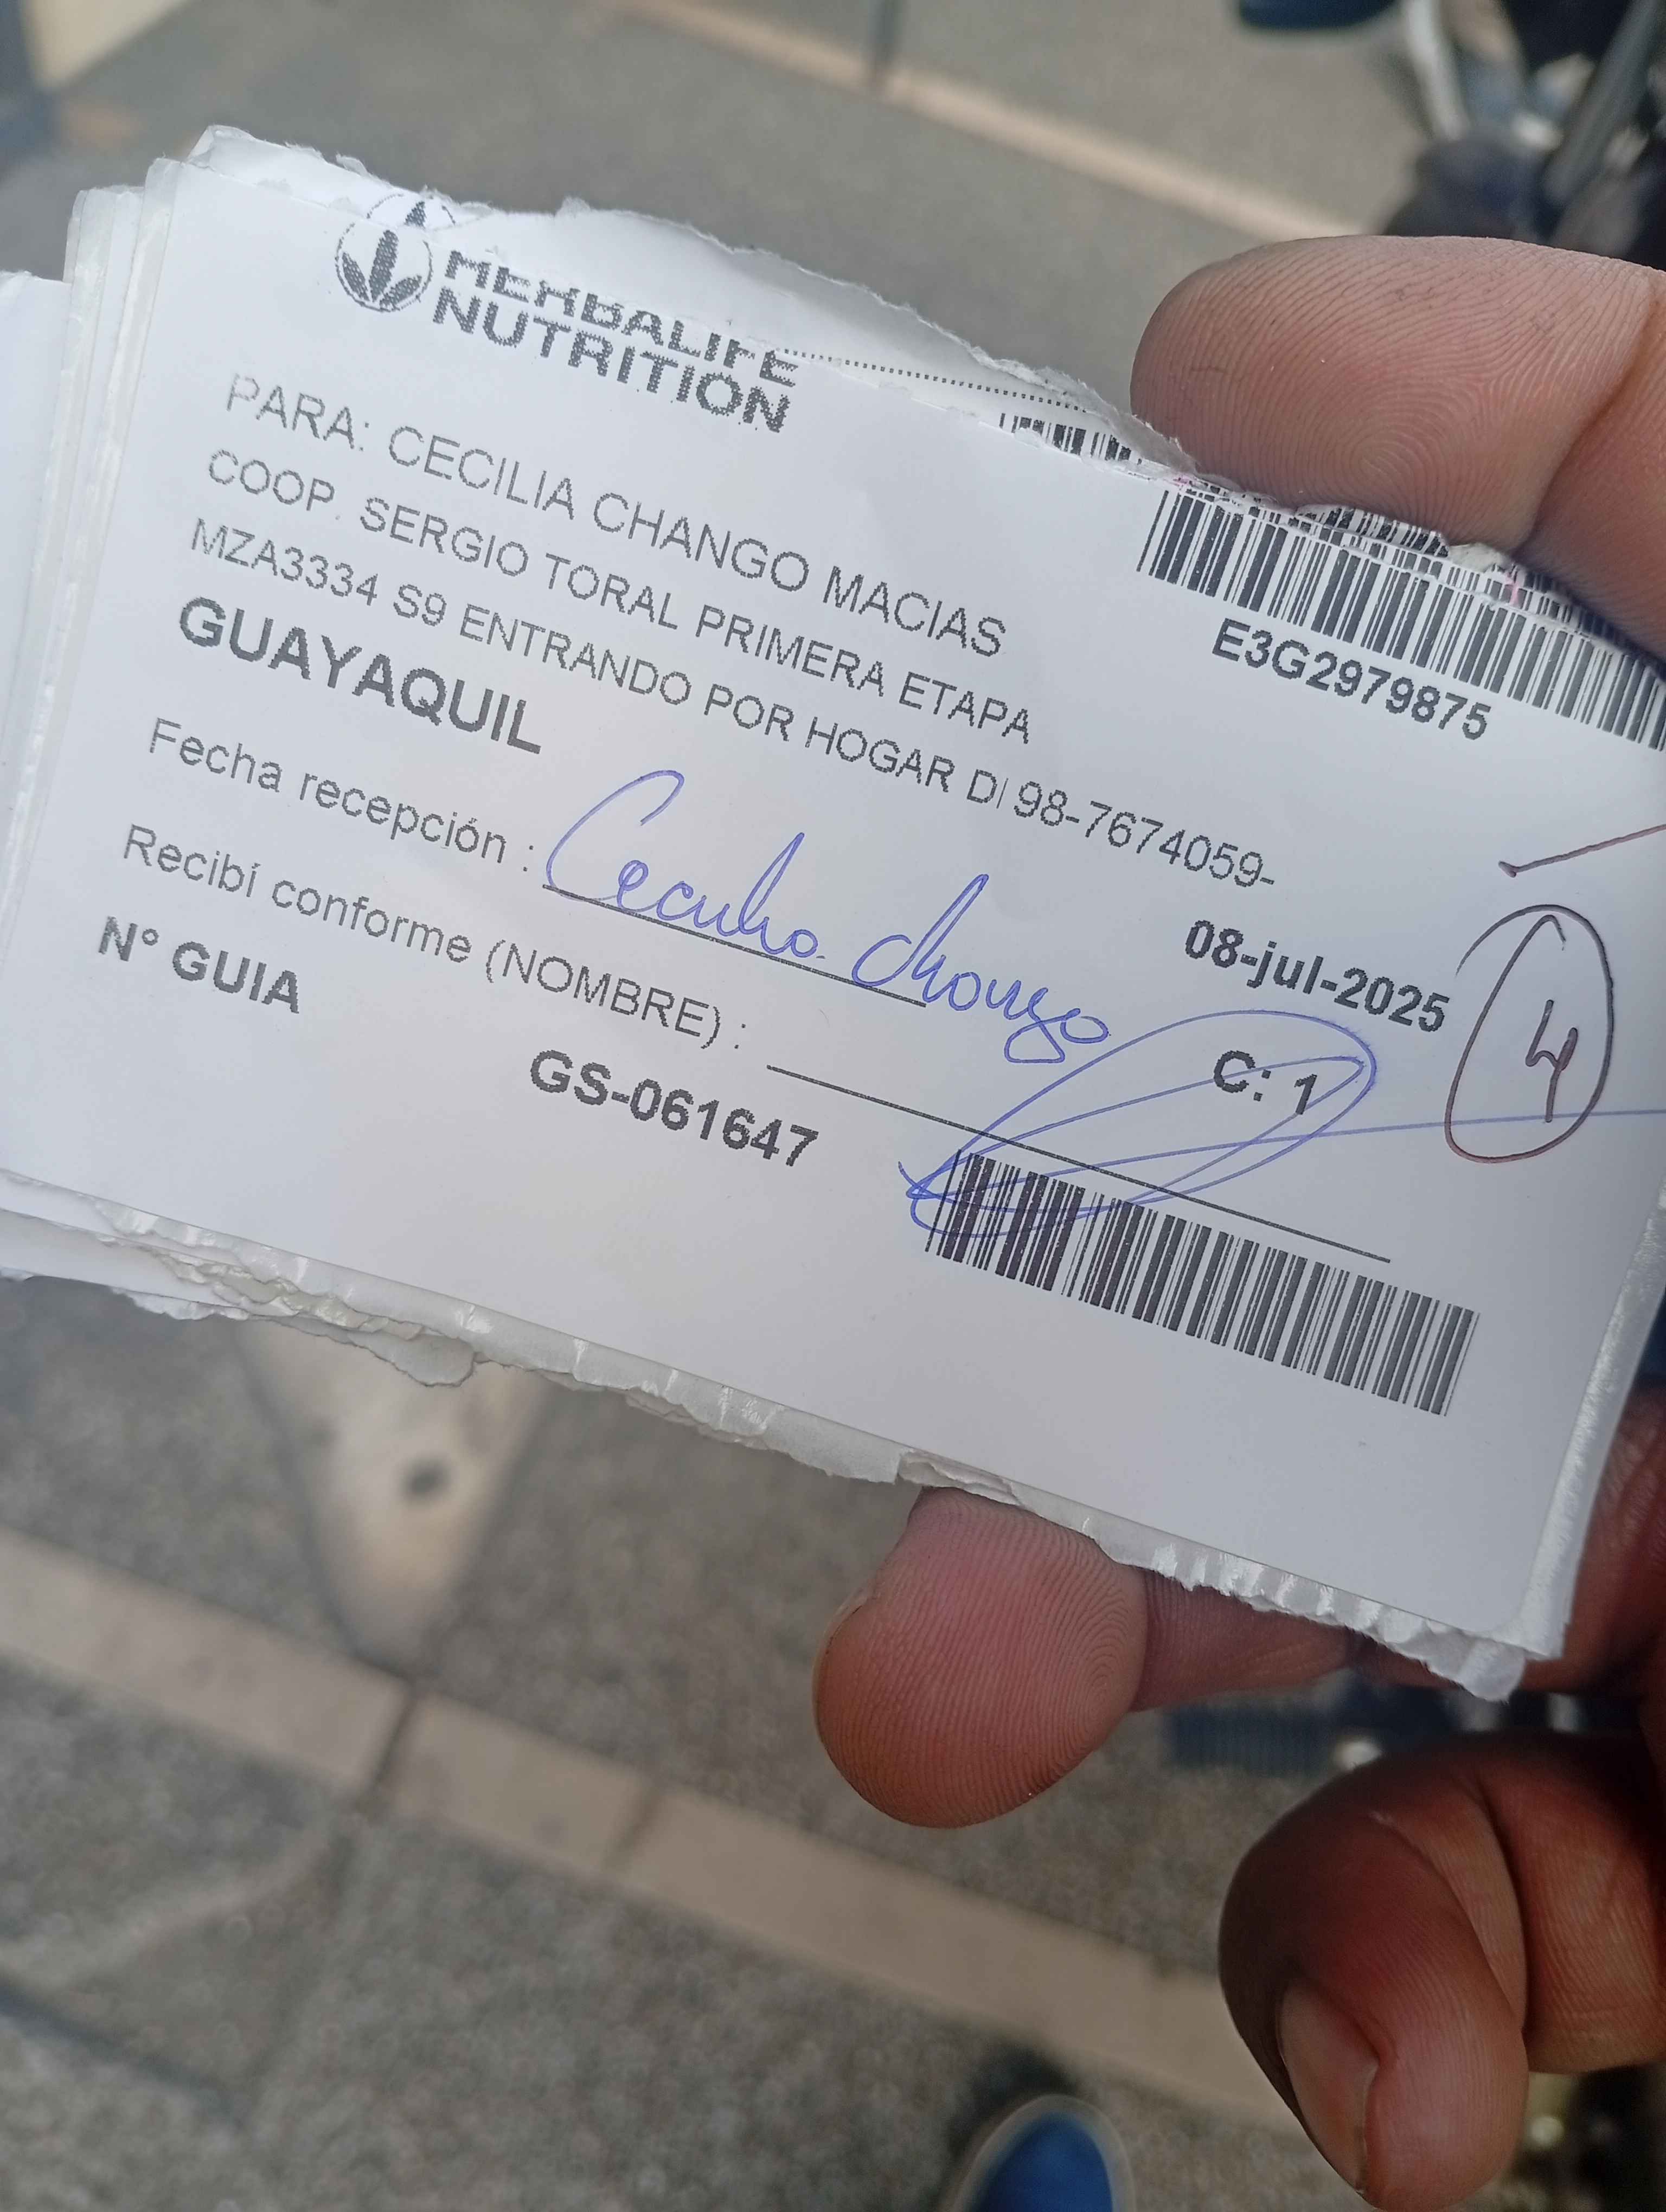 HERBALIFE
NUTRITION
E3G2979875
PARA: CECILIA CHANGO MACIAS
COOP. SERGIO TORAL PRIMERA ETAPA
MZA3334 S9 ENTRANDO POR HOGAR DI 98-7674059-
GUAYAQUIL
08-jul-2025
4
Fecha recepción : Cecilia Chango
Recibí conforme (NOMBRE) :
C: 1
N° GUIA
GS-061647